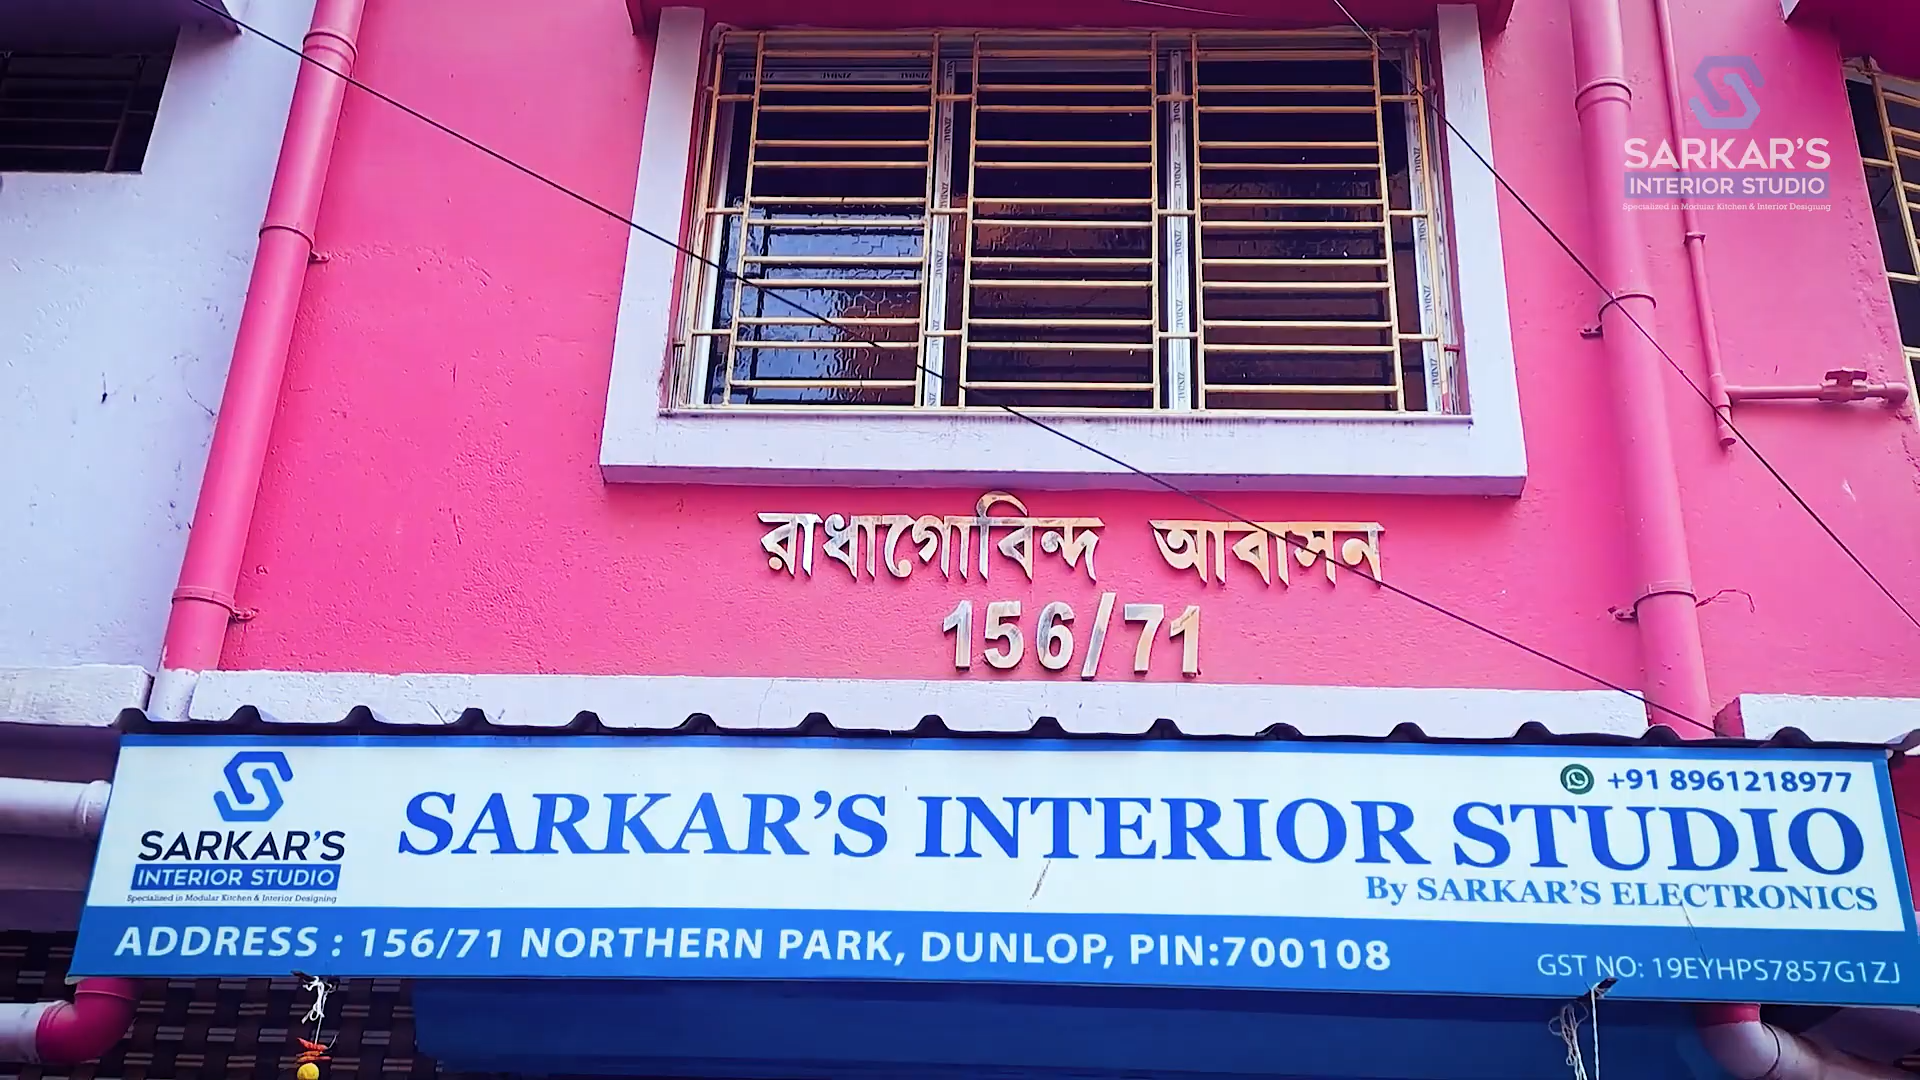 SARKAR'S
INTERIOR STUDIO
Specialized in Modular Kitchen & Interior Designing
রাধাগোবিন্দ আবাসন
156/71
+91 8961218977
SARKAR'S
INTERIOR STUDIO
Specialized in Modular Kitchen & Interior Designing
SARKAR'S INTERIOR STUDIO
By SARKAR'S ELECTRONICS
ADDRESS : 156/71 NORTHERN PARK, DUNLOP, PIN:700108
GST NO: 19EYHPS7857G1ZJ